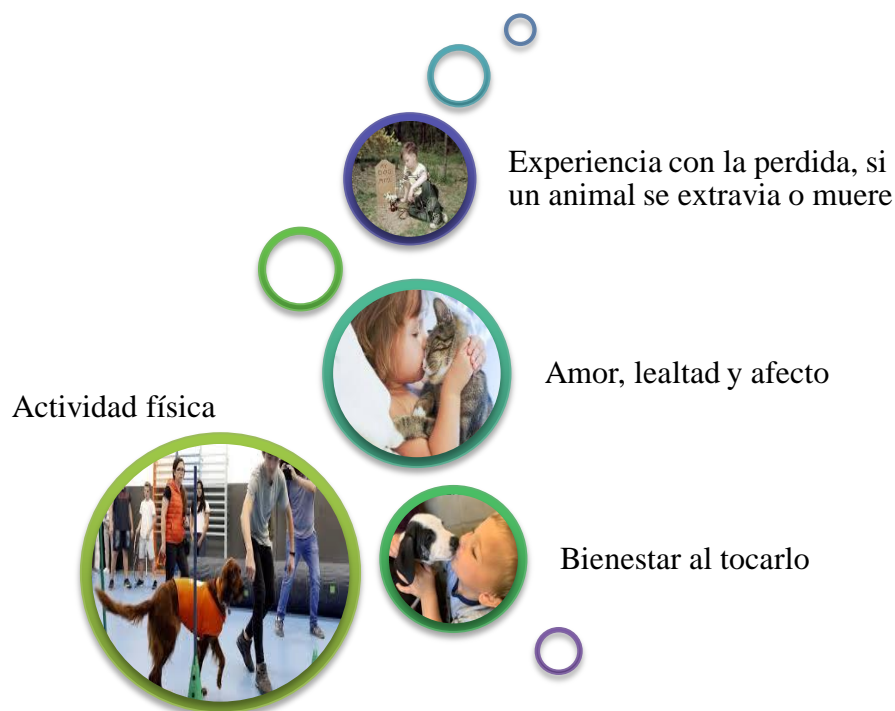 Experiencia con la perdida, si
un animal se extravia o muere
Amor, lealtad y afecto
Actividad física
Bienestar al tocarlo